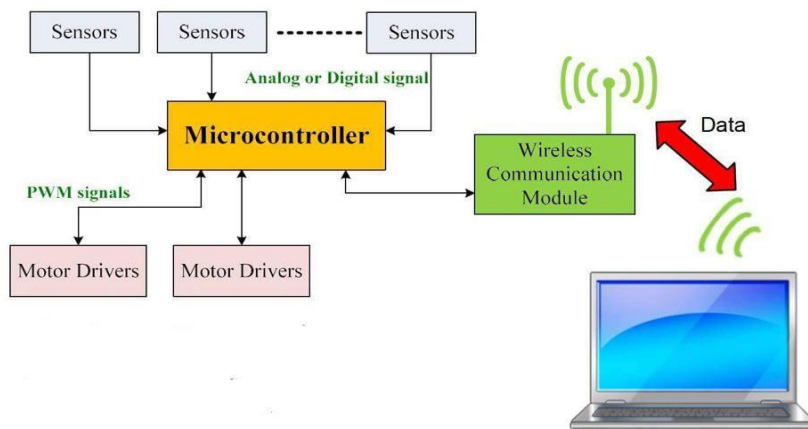 Sensors
Sensors
Sensors
Analog or Digital signal
Microcontroller
PWM signals
Motor Drivers
Motor Drivers
Wireless
Communication
Module
Data